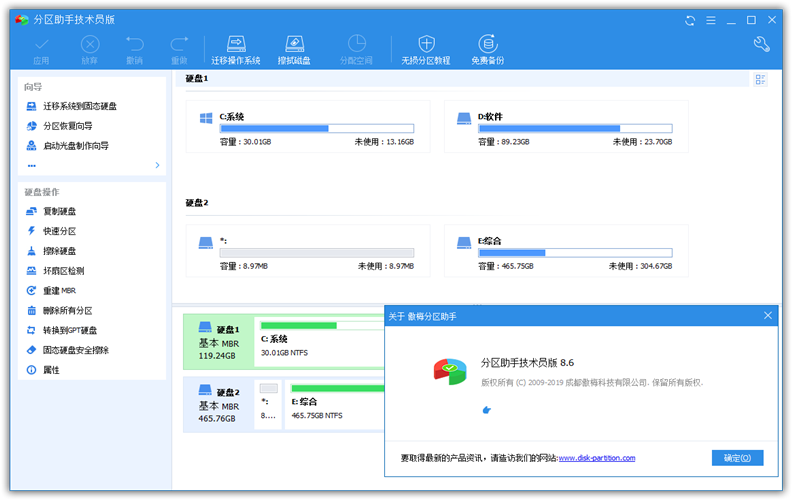 分区助手技术员版
应用 放弃 撤销 重做 迁移操作系统 擦拭磁盘 分配空间 无损分区教程 免费备份
向导
迁移系统到固态硬盘
分区恢复向导
启动光盘制作向导
...
硬盘操作
复制硬盘
快速分区
擦除硬盘
坏扇区检测
重建 MBR
删除所有分区
转换到GPT硬盘
固态硬盘安全擦除
属性
硬盘1
C:系统
容量：30.01GB 未使用：13.16GB
D:软件
容量：89.23GB 未使用：23.70GB
硬盘2
*:
容量：8.97MB 未使用：8.97MB
E:综合
容量：465.75GB 未使用：304.67GB
硬盘1
基本 MBR
119.24GB
C: 系统
30.01GB NTFS
硬盘2
基本 MBR
465.76GB
*:
8....
E: 综合
465.75GB NTFS
关于 傲梅分区助手
分区助手技术员版 8.6
版权所有 (C) 2009-2019 成都傲梅科技有限公司. 保留所有版权.
要取得最新的产品资讯，请造访我们的网站:www.disk-partition.com
确定(O)